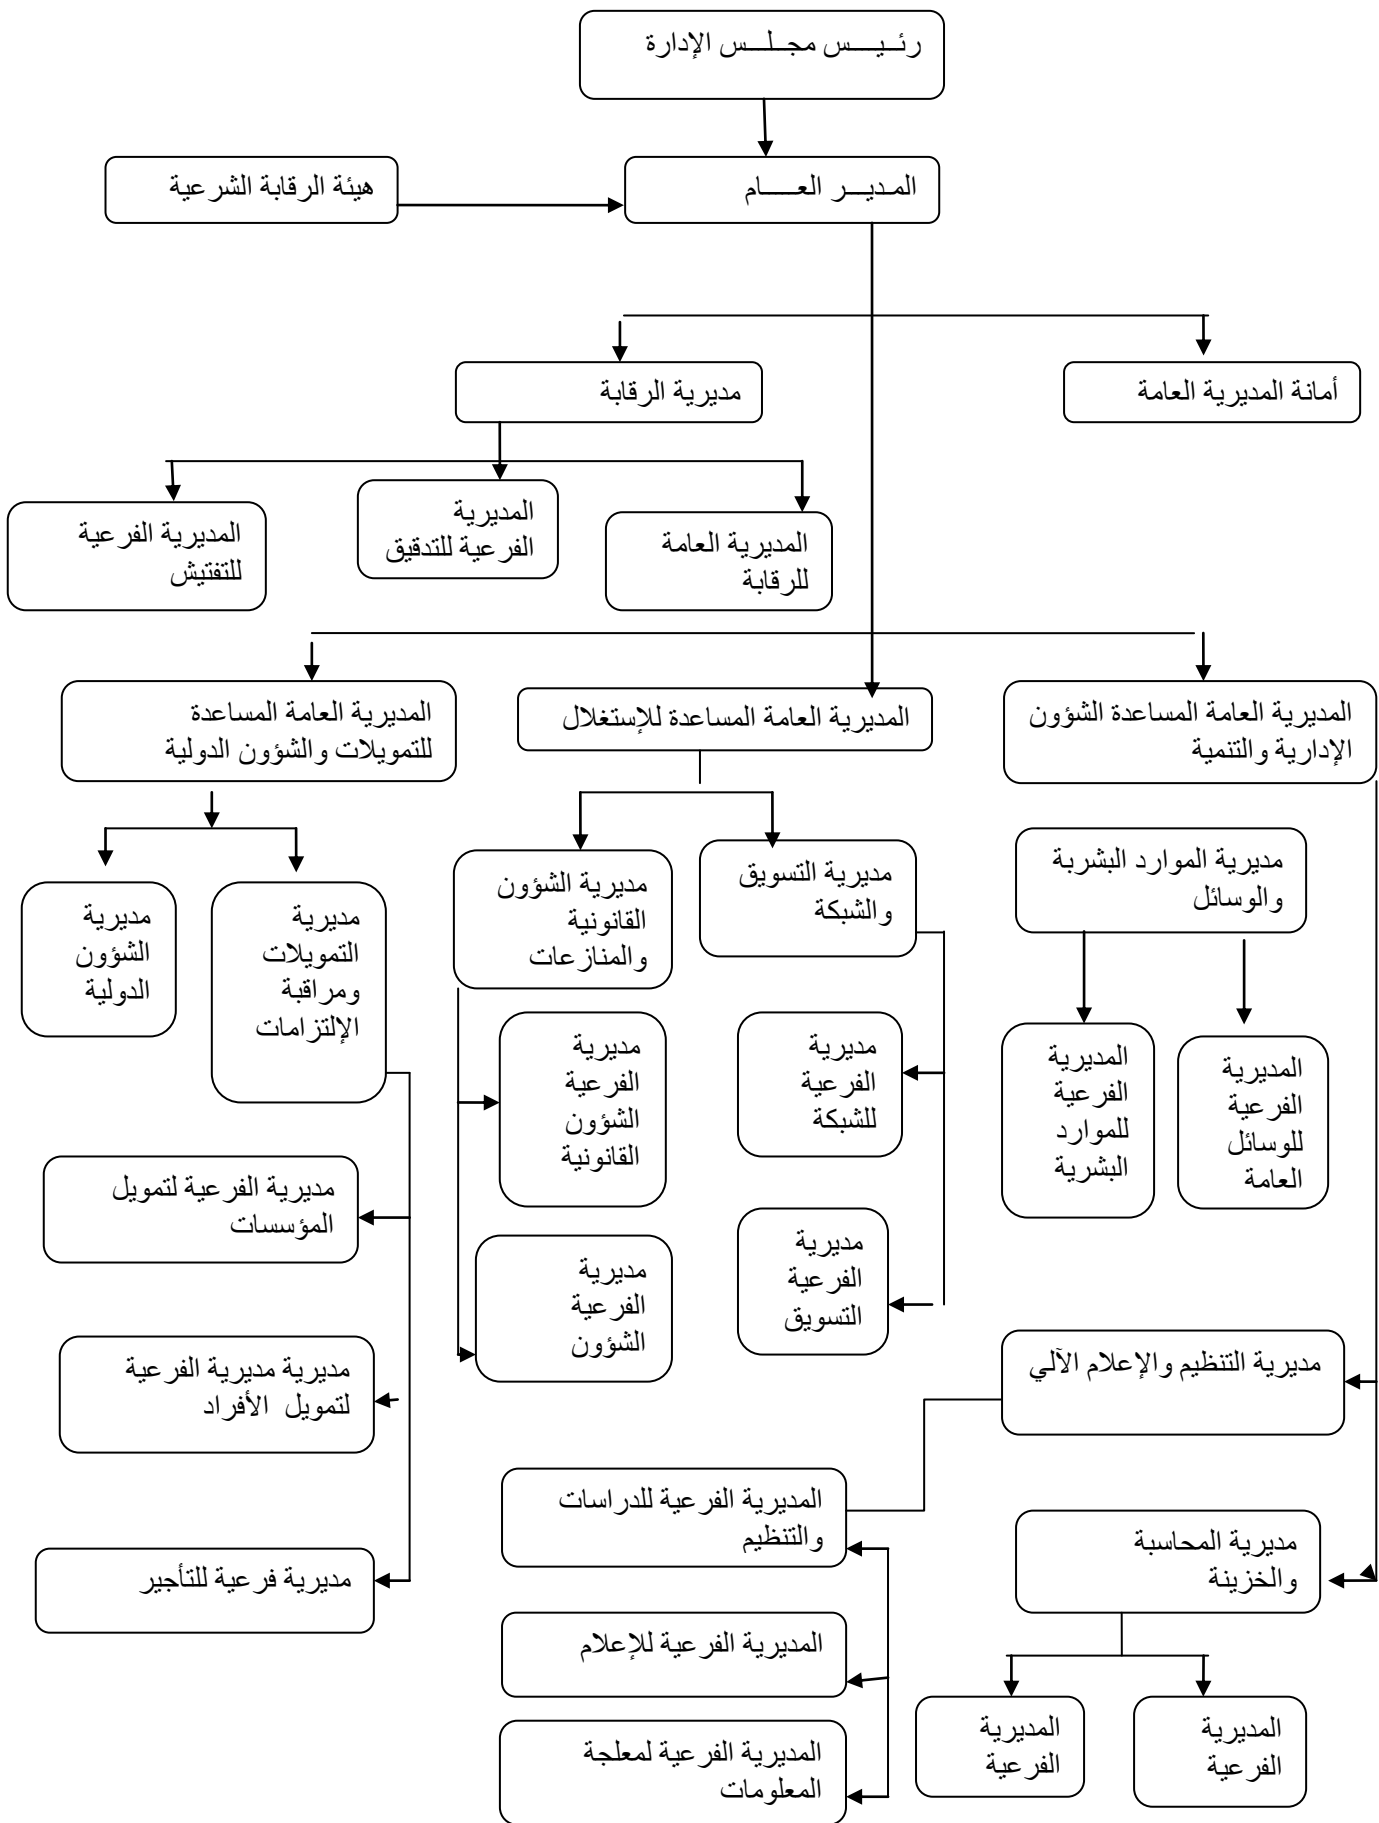 رئيس مجلس الإدارة
المدير العام
هيئة الرقابة الشرعية
أمانة المديرية العامة
مديرية الرقابة
المديرية العامة
للرقابة
المديرية
الفرعية للتدقيق
المديرية الفرعية
للتفتيش
المديرية العامة المساعدة الشؤون
الإدارية والتنمية
المديرية العامة المساعدة للإستغلال
المديرية العامة المساعدة
للتمويلات والشؤون الدولية
مديرية الموارد البشربة
والوسائل
مديرية التسويق
والشبكة
مديرية الشؤون
القانونية
والمنازعات
مديرية
التمويلات
ومراقبة
الإلتزامات
مديرية
الشؤون
الدولية
المديرية
الفرعية
للوسائل
العامة
المديرية
الفرعية
للموارد
البشرية
مديرية
الفرعية
للشبكة
مديرية
الفرعية
الشؤون
القانونية
مديرية الفرعية لتمويل
المؤسسات
مديرية
الفرعية
التسويق
مديرية
الفرعية
الشؤون
مديرية التنظيم والإعلام الآلي
مديرية مديرية الفرعية
لتمويل الأفراد
المديرية الفرعية للدراسات
والتنظيم
مديرية المحاسبة
والخزينة
مديرية فرعية للتأجير
المديرية الفرعية للإعلام
المديرية
الفرعية
المديرية
الفرعية
المديرية الفرعية لمعلجة
المعلومات